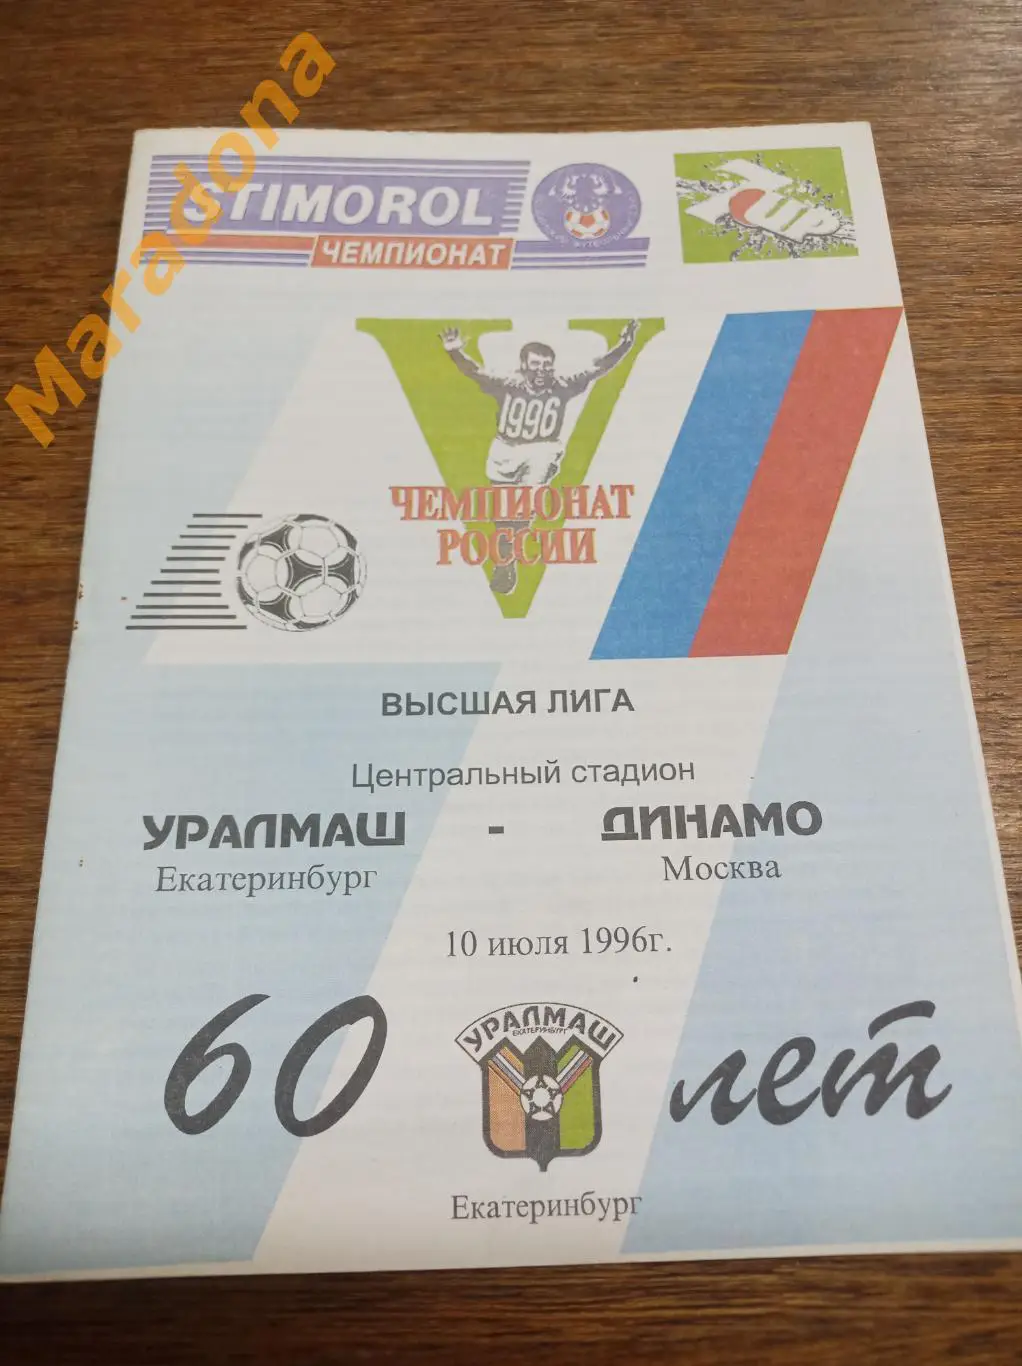 Maradona
STIMOROL
ЧЕМПИОНАТ
CUP
1996
ЧЕМПИОНАТ
РОССИИ
ВЫСШАЯ ЛИГА
Центральный стадион
УРАЛМАШ - ДИНАМО
Екатеринбург Москва
10 июля 1996г.
60 лет
УРАЛМАШ
ЕКАТЕРИНБУРГ
Екатеринбург